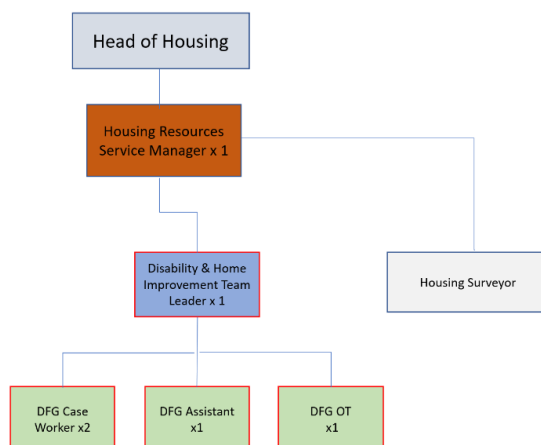 Head of Housing
Housing Resources
Service Manager x 1
Disability & Home
Improvement Team
Leader x 1
Housing Surveyor
DFG Case
Worker x2
DFG Assistant
x1
DFG OT
x1